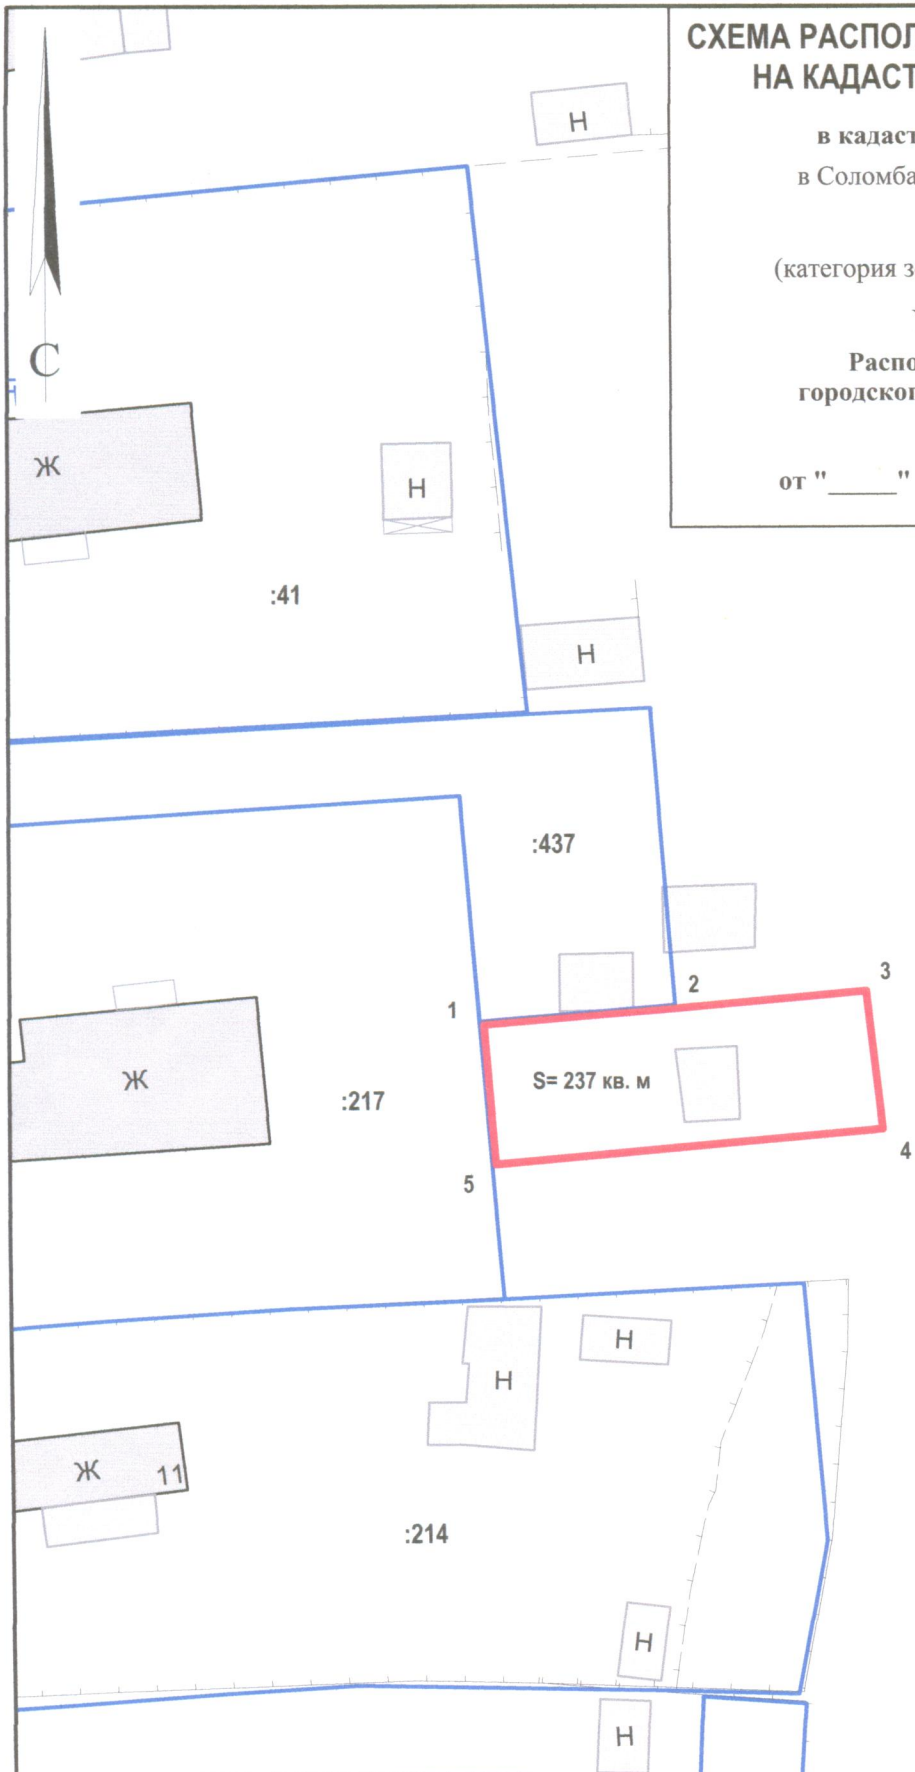 СХЕМА РАСПОЛ
НА КАДАСТ
в кадаст
в Соломба
(категория з
Распо
городског
от "_____"
С
Н
Ж
Н
:41
Н
:437
1
2
3
Ж
:217
S= 237 кв. м
4
5
Н
Н
Ж
11
:214
Н
Н